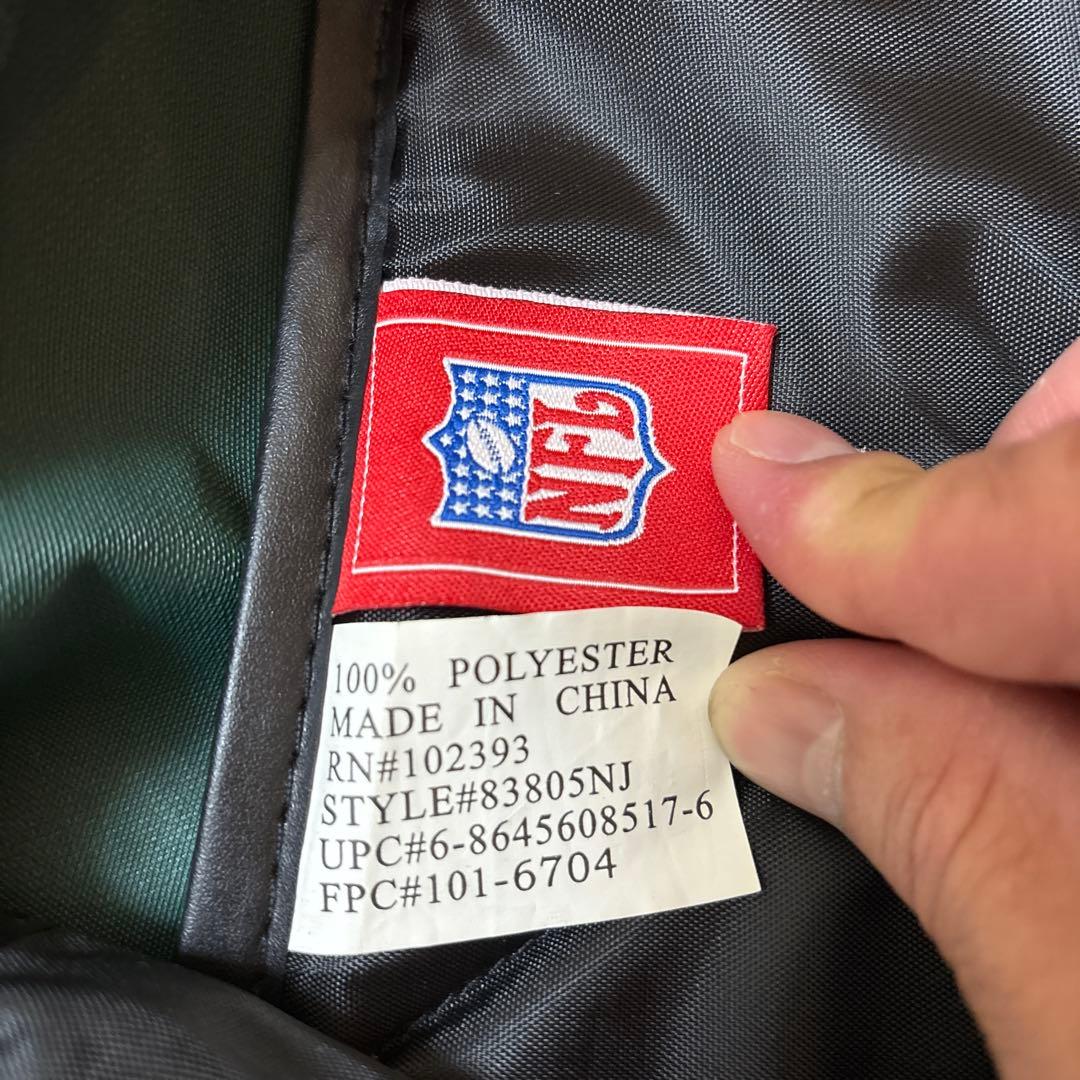 NFL
100% POLYESTER
MADE IN CHINA
RN#102393
STYLE#83805NJ
UPC#6-8645608517-6
FPC#101-6704